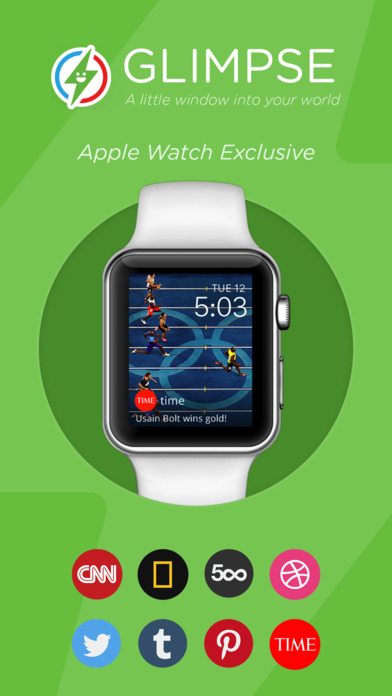 GLIMPSE
A little window into your world
Apple Watch Exclusive
TUE 12
5:03
TIME time
Usain Bolt wins gold!
CNN 500
t TIME